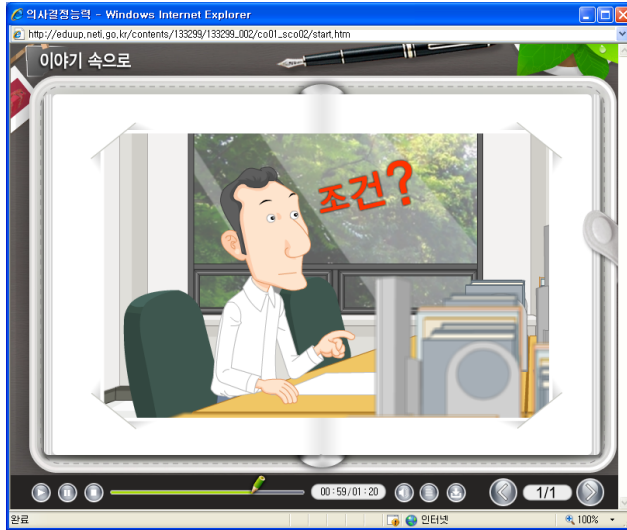 의사결정능력 - Windows Internet Explorer
http://eduup.neti.go.kr/contents/133299/133299_002/co01_sco02/start.htm
이야기 속으로
조건?
00:59/01:20
1/1
완료
인터넷
100%